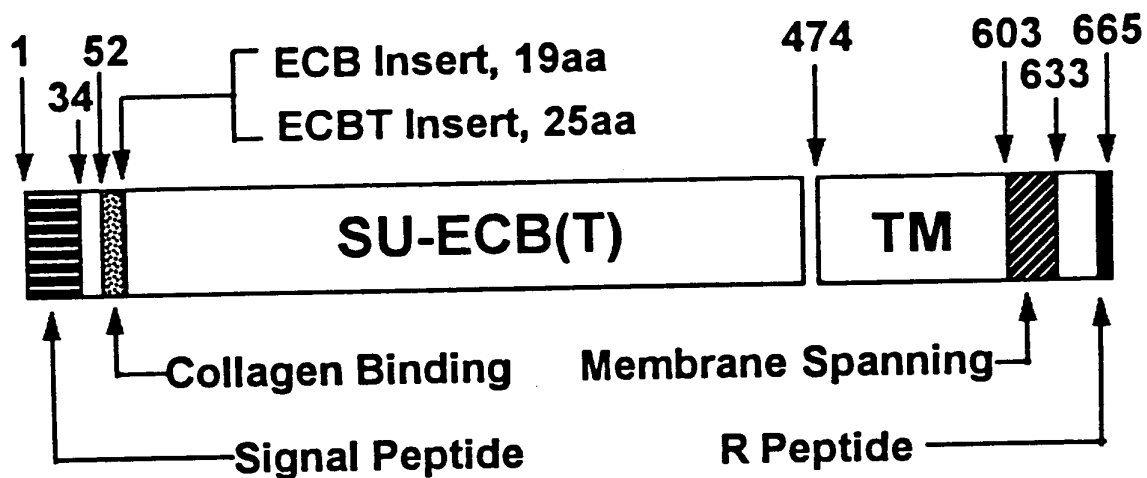 1
52
ECB Insert, 19aa
474
603
665
34
ECBT Insert, 25aa
633
SU-ECB(T)
TM
Collagen Binding
Membrane Spanning
Signal Peptide
R Peptide